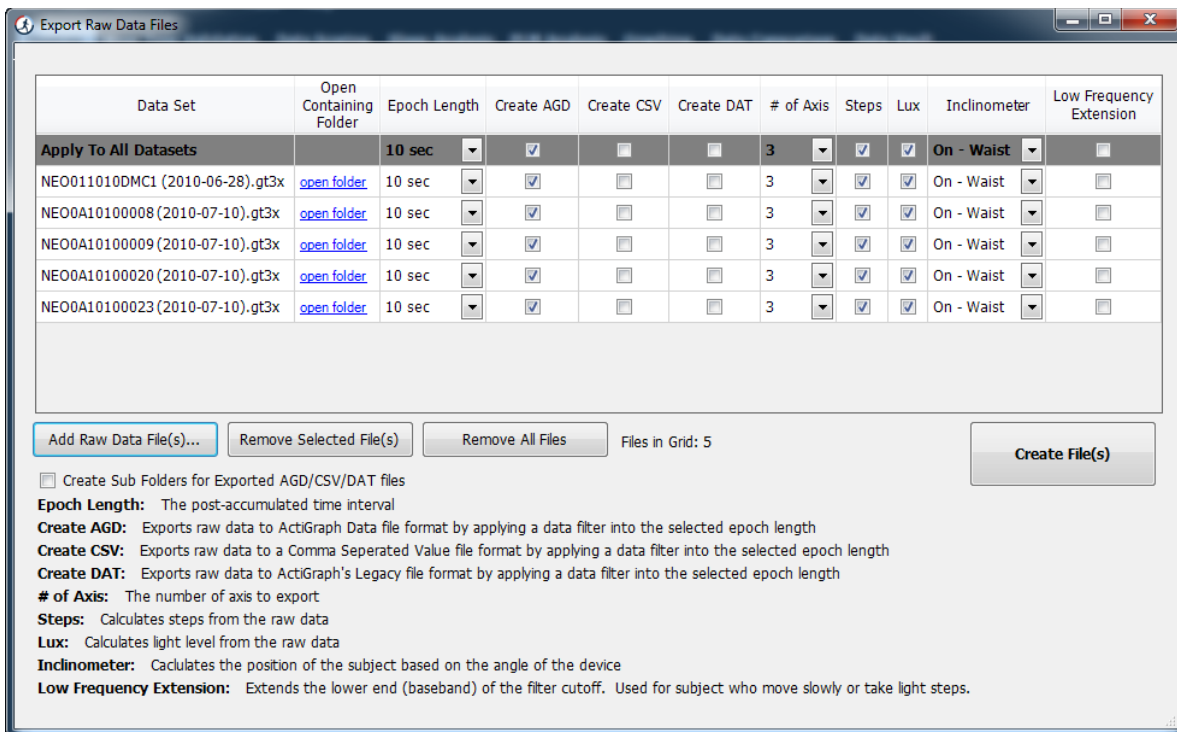 Export Raw Data Files
Data Set Open Containing Folder Epoch Length Create AGD Create CSV Create DAT # of Axis Steps Lux Inclinometer Low Frequency Extension
Apply To All Datasets 10 sec 3 On - Waist
NEO011010DMC1 (2010-06-28).gt3x open folder 10 sec 3 On - Waist
NEO0A10100008 (2010-07-10).gt3x open folder 10 sec 3 On - Waist
NEO0A10100009 (2010-07-10).gt3x open folder 10 sec 3 On - Waist
NEO0A10100020 (2010-07-10).gt3x open folder 10 sec 3 On - Waist
NEO0A10100023 (2010-07-10).gt3x open folder 10 sec 3 On - Waist
Add Raw Data File(s)... Remove Selected File(s) Remove All Files Files in Grid: 5 Create File(s)
Create Sub Folders for Exported AGD/CSV/DAT files
Epoch Length: The post-accumulated time interval
Create AGD: Exports raw data to ActiGraph Data file format by applying a data filter into the selected epoch length
Create CSV: Exports raw data to a Comma Seperated Value file format by applying a data filter into the selected epoch length
Create DAT: Exports raw data to ActiGraph's Legacy file format by applying a data filter into the selected epoch length
# of Axis: The number of axis to export
Steps: Calculates steps from the raw data
Lux: Calculates light level from the raw data
Inclinometer: Caclulates the position of the subject based on the angle of the device
Low Frequency Extension: Extends the lower end (baseband) of the filter cutoff. Used for subject who move slowly or take light steps.